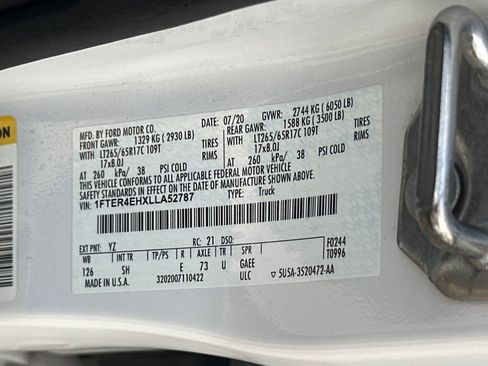 MFD. BY FORD MOTOR CO.
07/20 GVWR: 2744 KG (6050 LB)
FRONT GAWR: 1329 KG (2930 LB) REAR GAWR: 1588 KG (3500 LB)
WITH LT265/65R17C 109T TIRES WITH LT265/65R17C 109T TIRES
17x8.0J RIMS 17x8.0J RIMS
AT 260 kPa/ 38 PSI COLD AT 260 kPa/ 38 PSI COLD
THIS VEHICLE CONFORMS TO ALL APPLICABLE FEDERAL MOTOR VEHICLE
SAFETY STANDARDS IN EFFECT ON THE DATE OF MANUFACTURE SHOWN ABOVE.
VIN: 1FTER4EHXLLA52787 TYPE: Truck
EXT PNT: YZ RC: 21 DSO: F0244
WB INT TR TP/PS R AXLE TR SPR T0996
126 SH E 73 U GAEE
MADE IN U.S.A. 3202007110422 ULC ▽ 5U5A-3520472-AA
ON